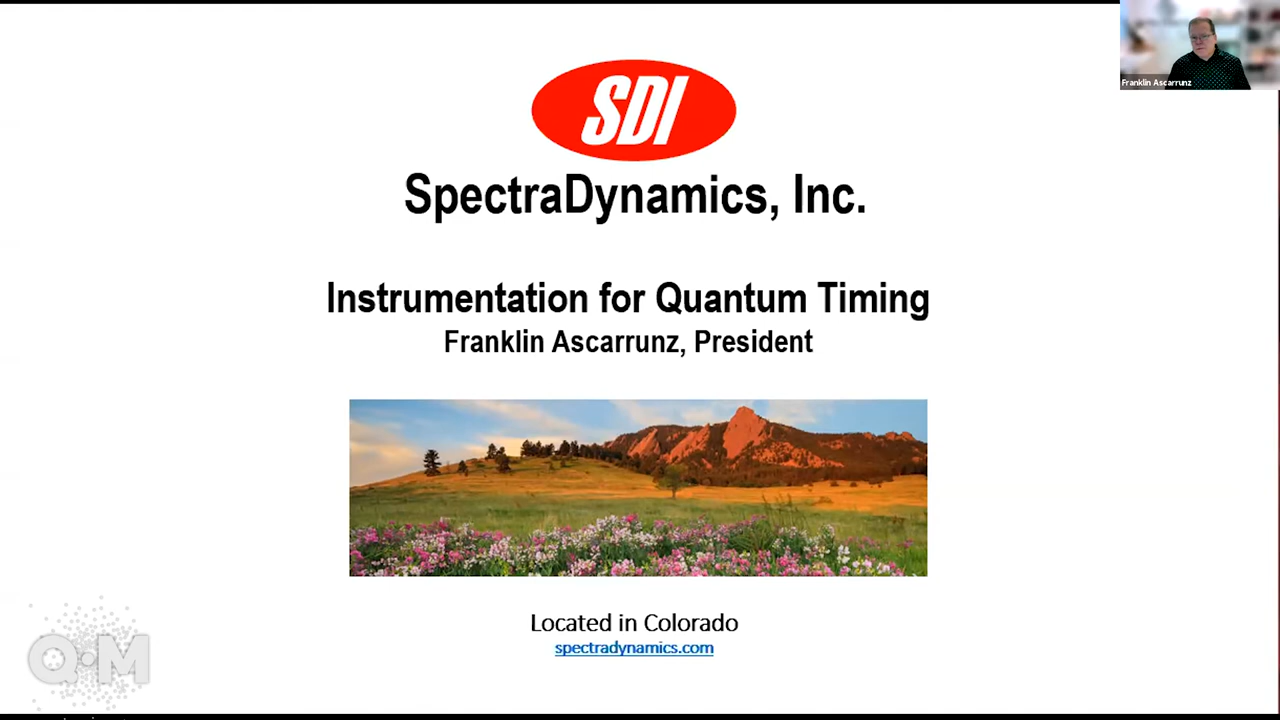 Franklin Ascarrunz
SDI
SpectraDynamics, Inc.
Instrumentation for Quantum Timing
Franklin Ascarrunz, President
Located in Colorado
spectradynamics.com
Q M